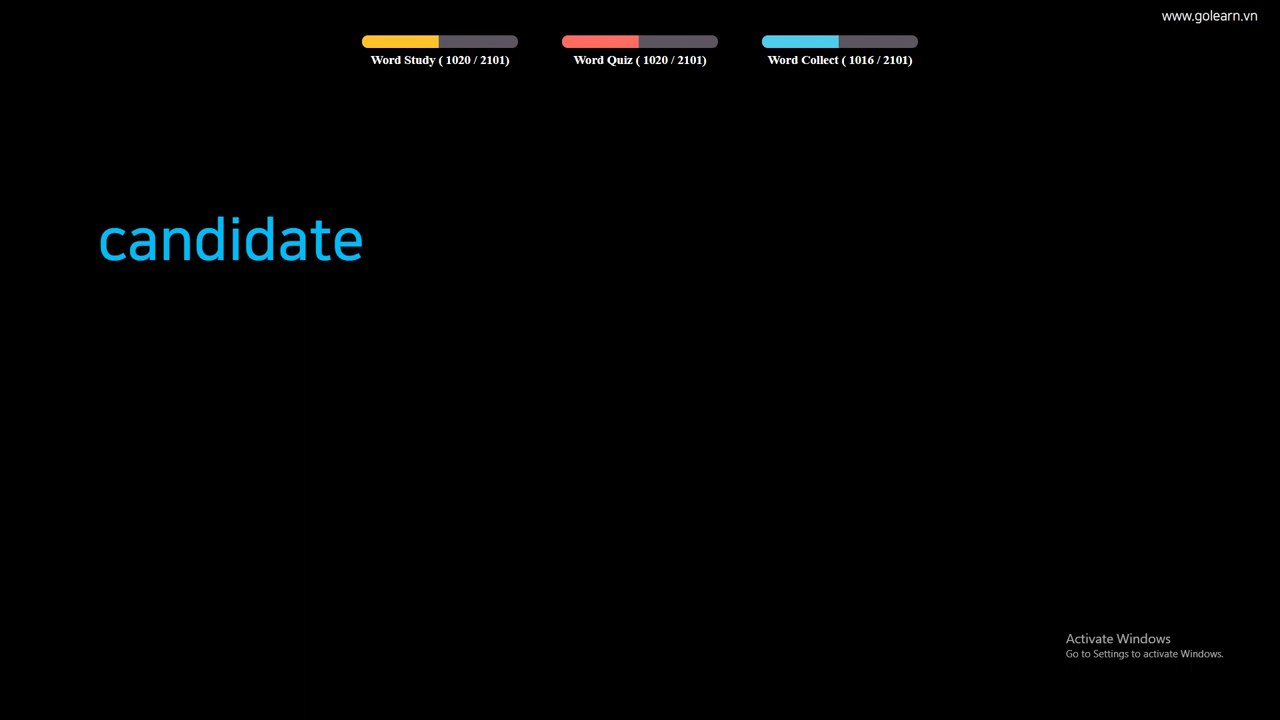 www.golearn.vn
Word Study ( 1020 / 2101) Word Quiz ( 1020 / 2101) Word Collect ( 1016 / 2101)
candidate
Activate Windows
Go to Settings to activate Windows.